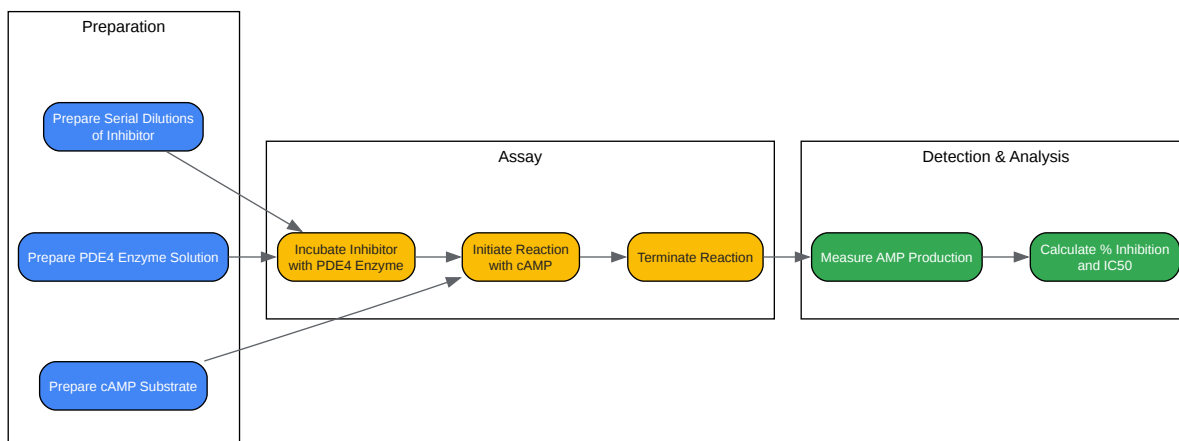 Preparation
Prepare Serial Dilutions
of Inhibitor
Prepare PDE4 Enzyme Solution
Prepare cAMP Substrate
Assay
Incubate Inhibitor
with PDE4 Enzyme
Initiate Reaction
with cAMP
Terminate Reaction
Detection & Analysis
Measure AMP Production
Calculate % Inhibition
and IC50